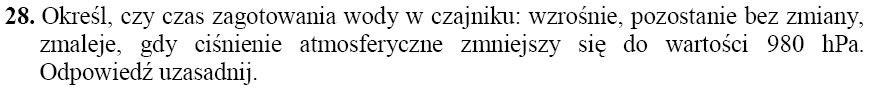 28. Określ, czy czas zagotowania wody w czajniku: wzrośnie, pozostanie bez zmiany,
zmaleje, gdy ciśnienie atmosferyczne zmniejszy się do wartości 980 hPa.
Odpowiedź uzasadnij.